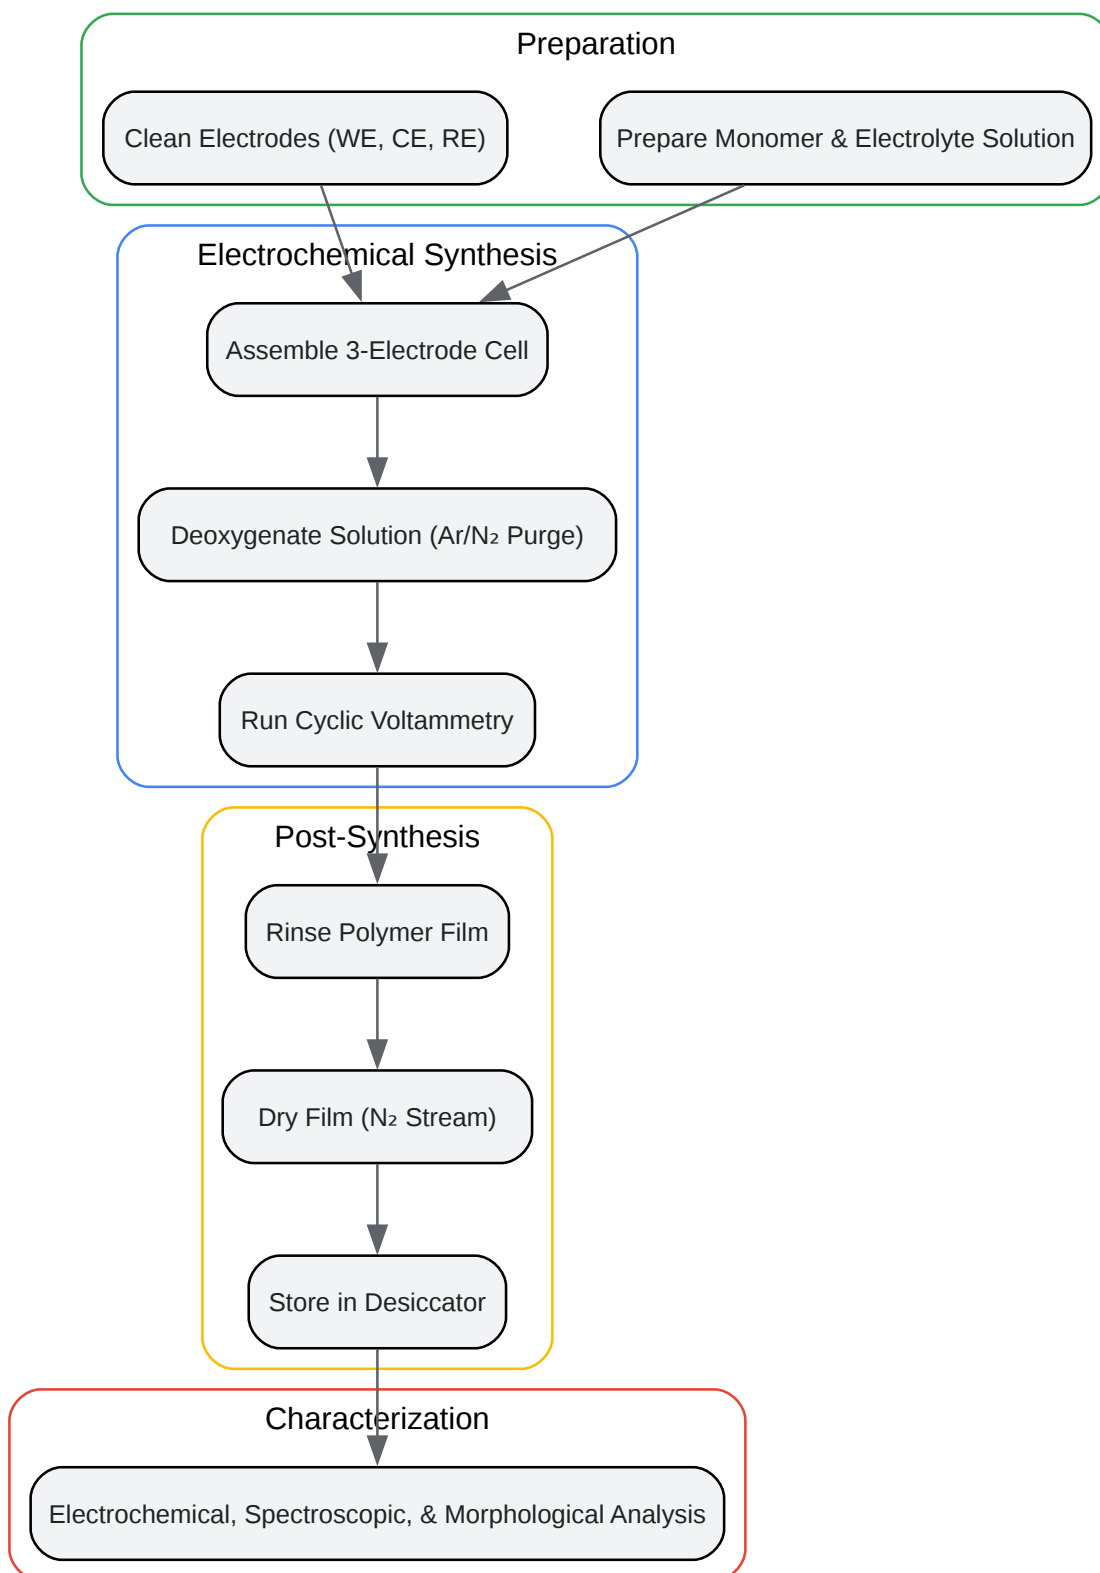 Preparation
Clean Electrodes (WE, CE, RE)
Prepare Monomer & Electrolyte Solution
Electrochemical Synthesis
Assemble 3-Electrode Cell
Deoxygenate Solution (Ar/N₂ Purge)
Run Cyclic Voltammetry
Post-Synthesis
Rinse Polymer Film
Dry Film (N₂ Stream)
Store in Desiccator
Characterization
Electrochemical, Spectroscopic, & Morphological Analysis